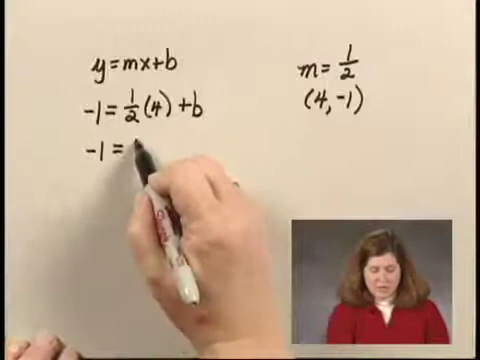 y=mx+b
-1=1/2(4)+b
-1=
m=1/2
(4,-1)